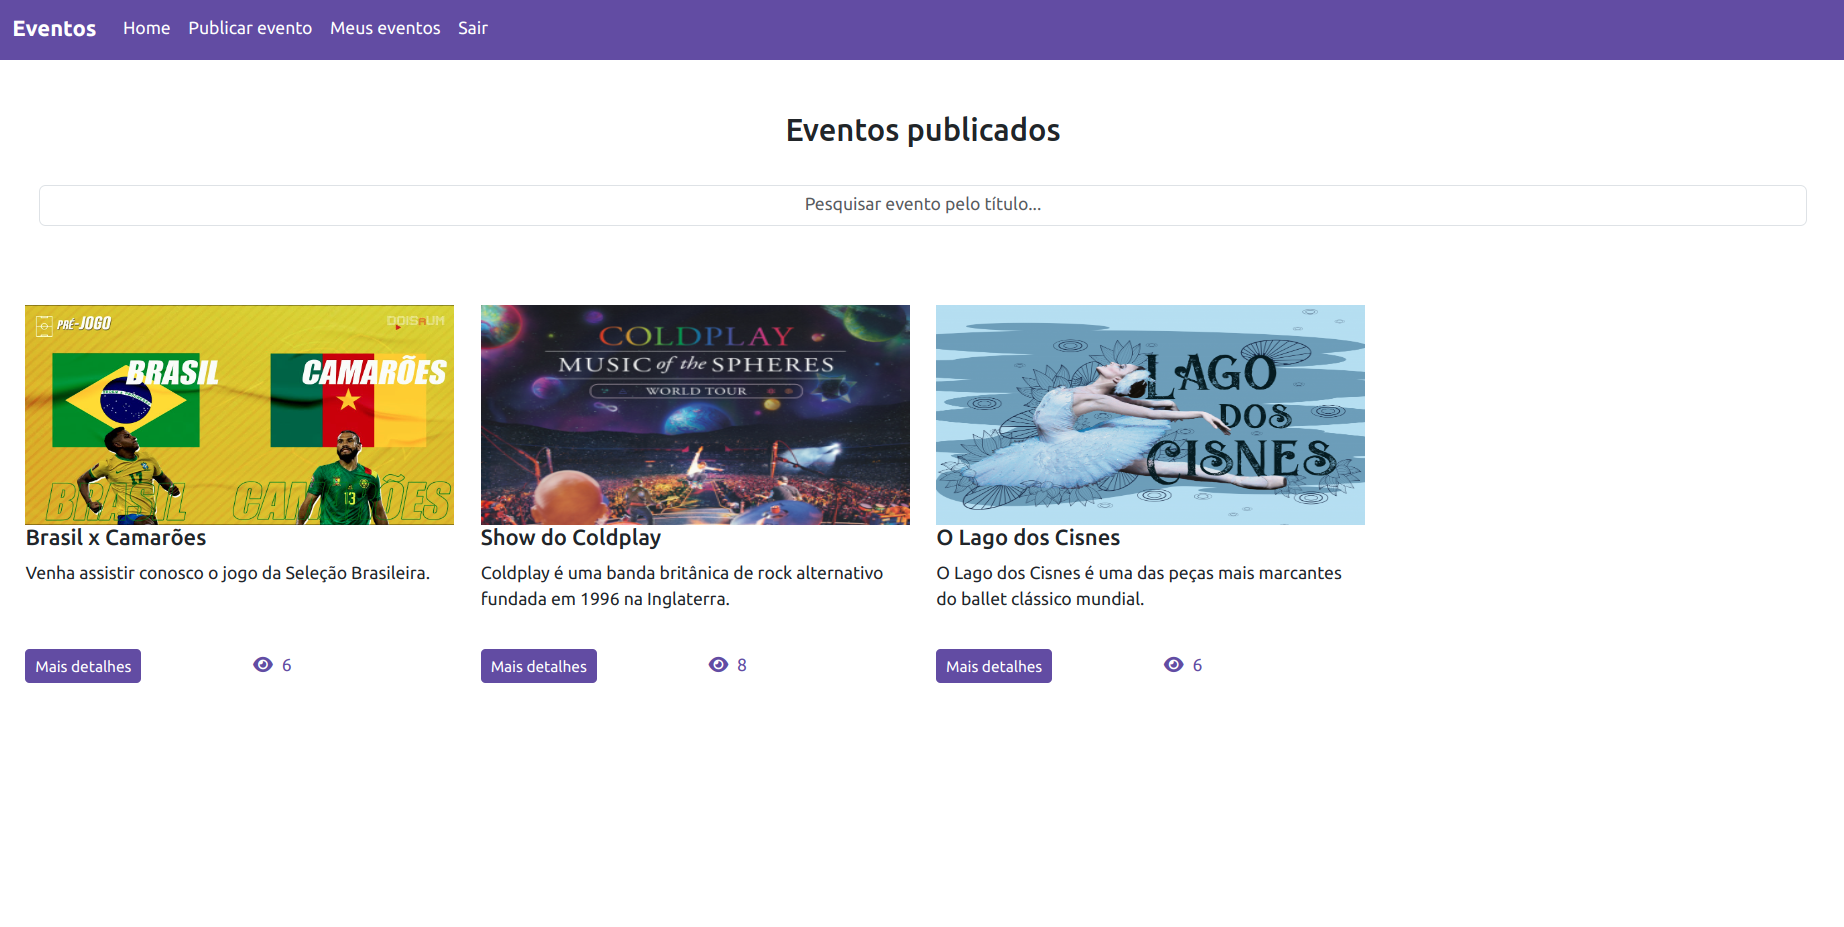 Eventos Home Publicar evento Meus eventos Sair
Eventos publicados
Pesquisar evento pelo título...
PRÉ-JOGO DOISAUM
BRASIL CAMARÕES
17 13
BRASIL CAMARÕES
COLDPLAY
MUSIC of the SPHERES
WORLD TOUR
LAGO
DOS
CISNES
Brasil x Camarões
Venha assistir conosco o jogo da Seleção Brasileira.
Mais detalhes 6
Show do Coldplay
Coldplay é uma banda britânica de rock alternativo
fundada em 1996 na Inglaterra.
Mais detalhes 8
O Lago dos Cisnes
O Lago dos Cisnes é uma das peças mais marcantes
do ballet clássico mundial.
Mais detalhes 6